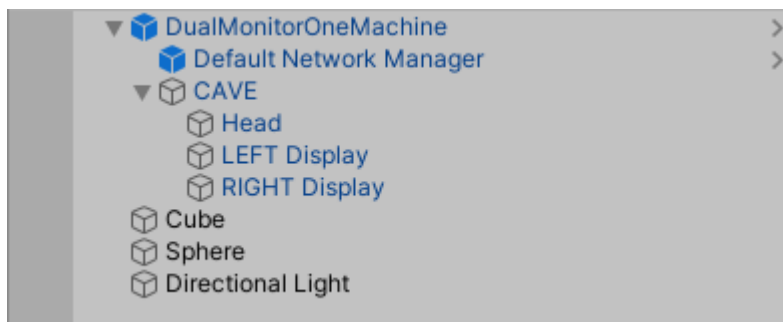 DualMonitorOneMachine
Default Network Manager
CAVE
Head
LEFT Display
RIGHT Display
Cube
Sphere
Directional Light